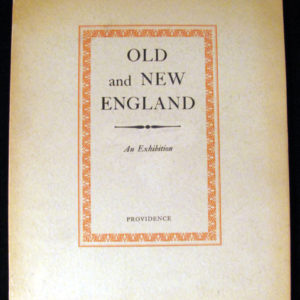 OLD
and NEW
ENGLAND
An Exhibition
PROVIDENCE